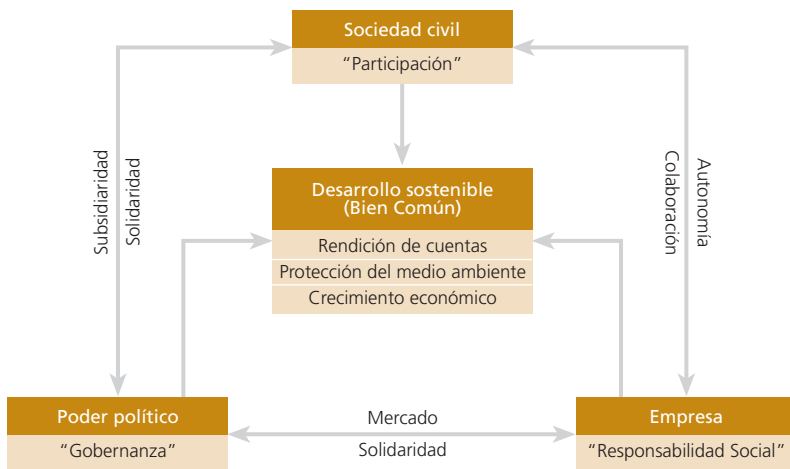 Sociedad civil
“Participación”
Subsidiaridad
Solidaridad
Autonomía
Colaboración
Desarrollo sostenible
(Bien Común)
Rendición de cuentas
Protección del medio ambiente
Crecimiento económico
Poder político
“Gobernanza”
Mercado
Solidaridad
Empresa
“Responsabilidad Social”